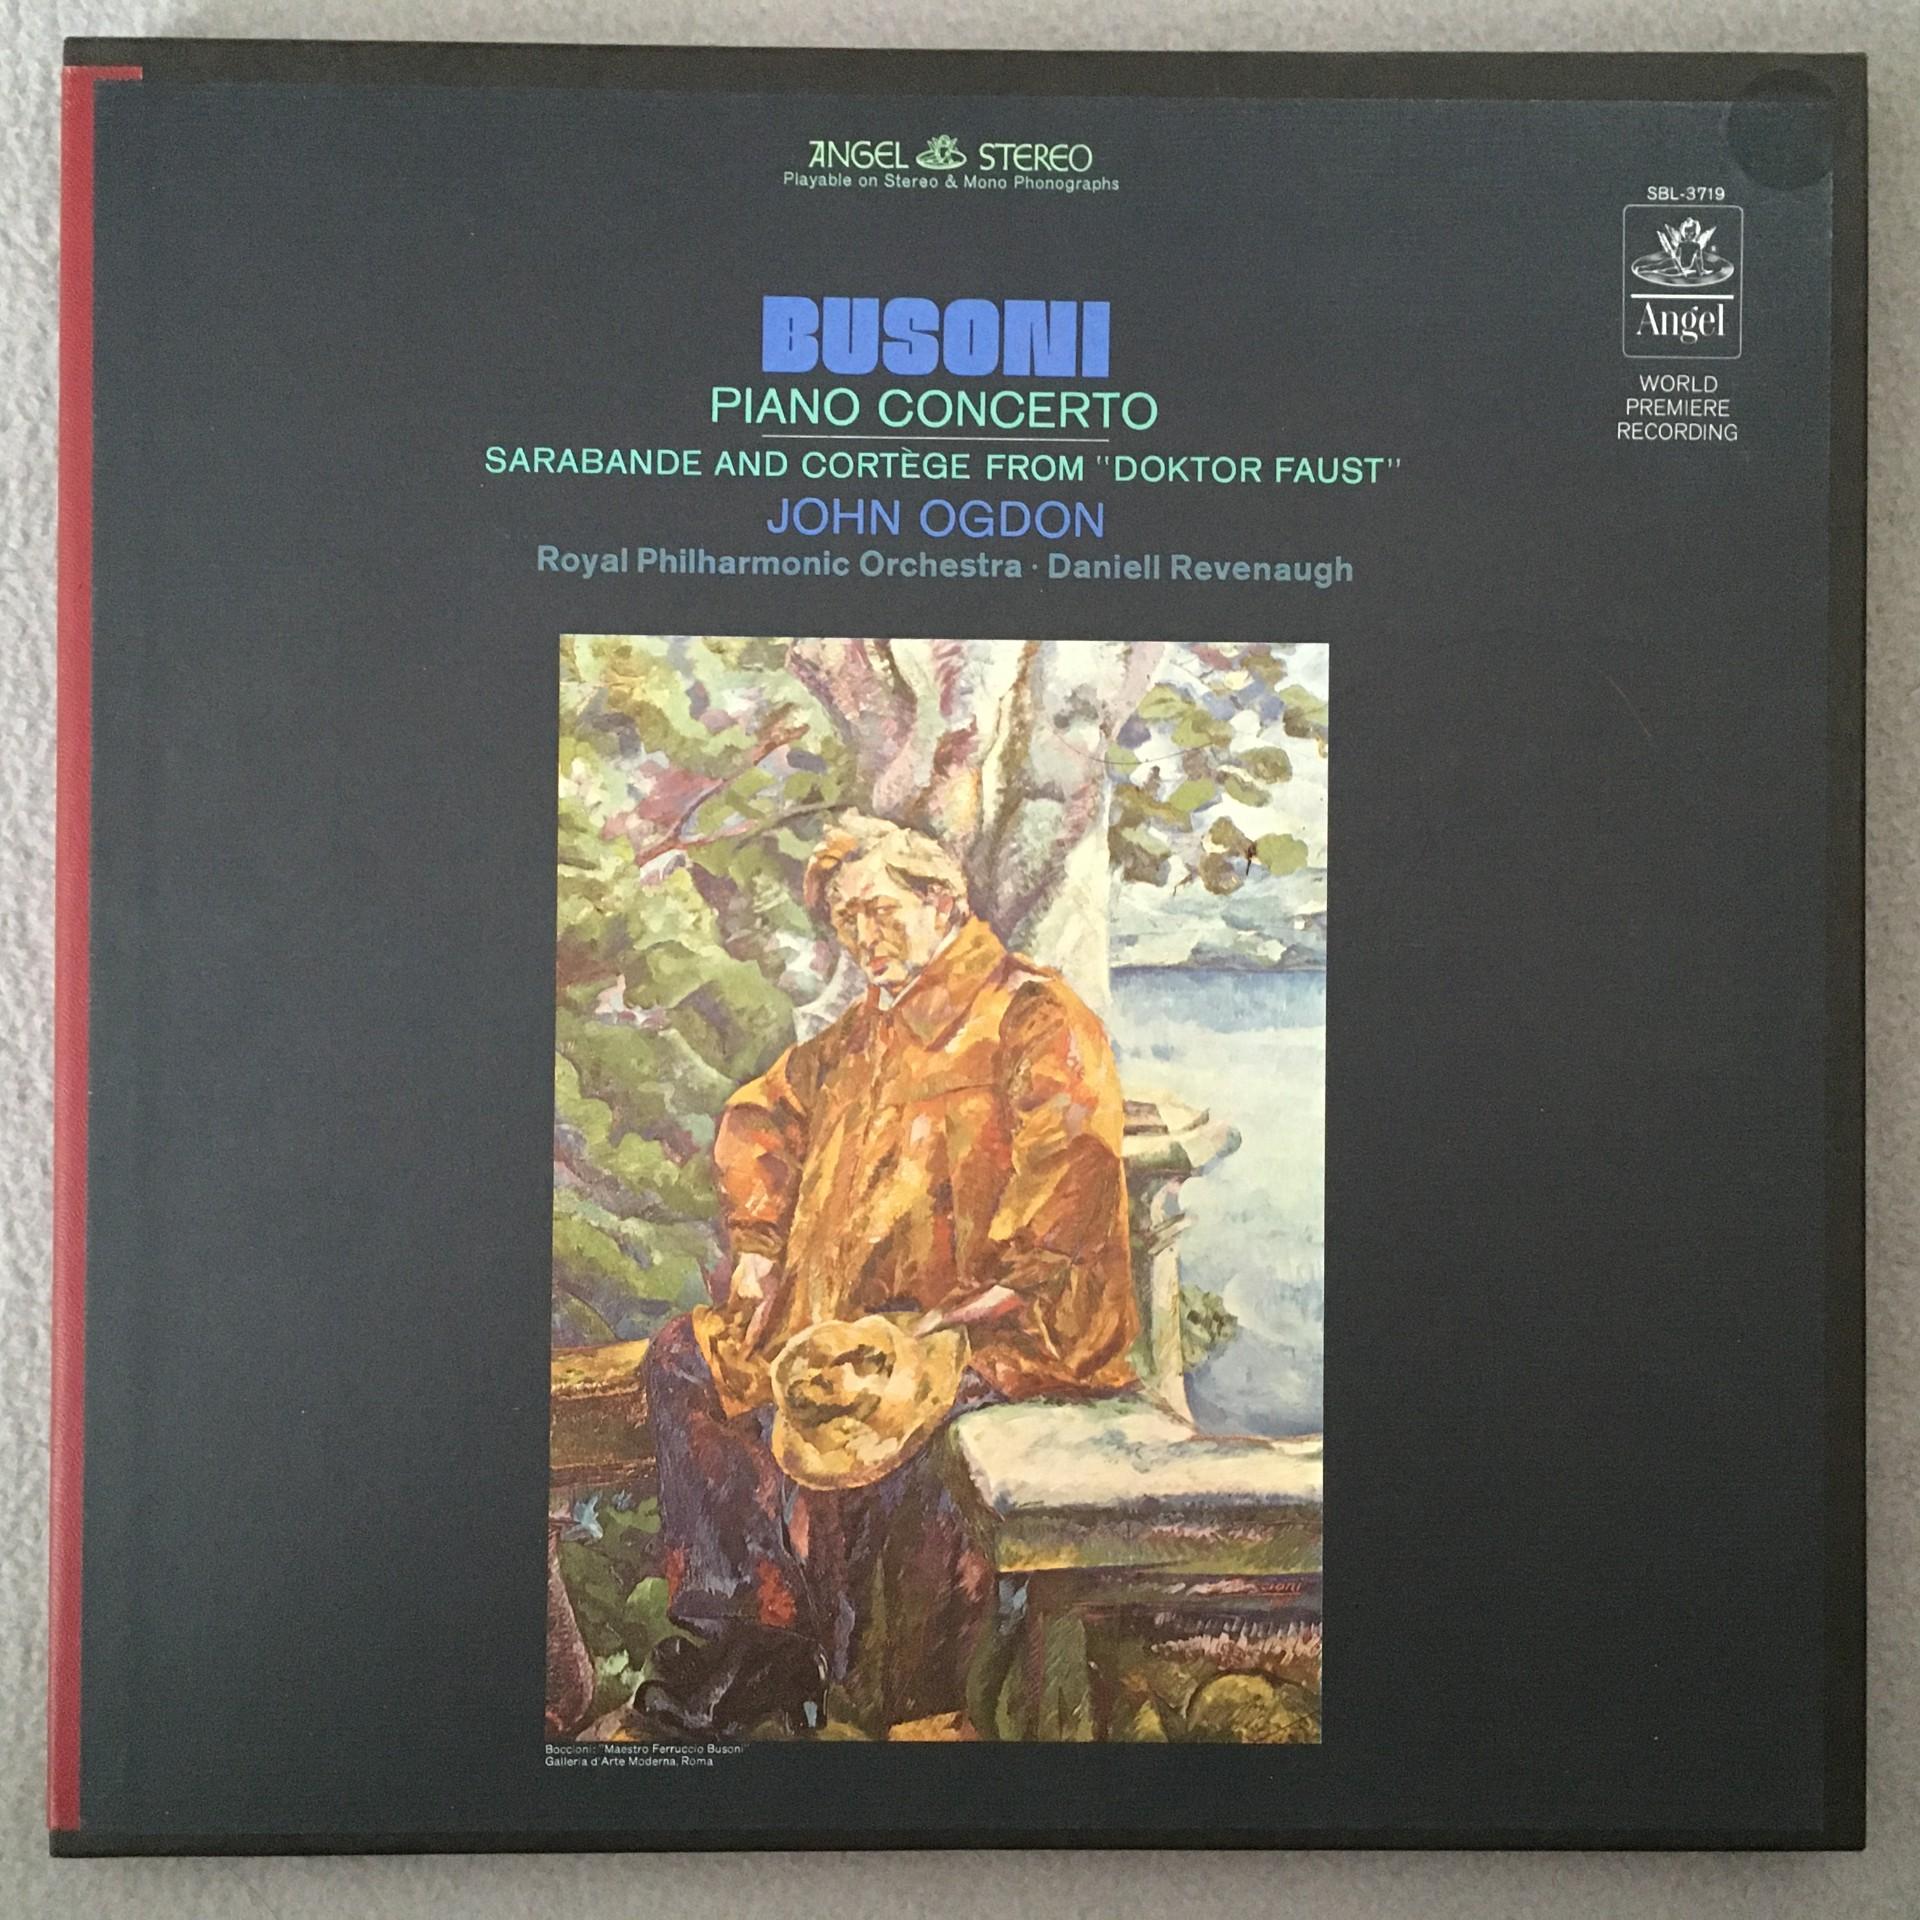 ANGEL STEREO
Playable on Stereo & Mono Phonographs
SBL-3719
Angel
WORLD
PREMIERE
RECORDING
BUSONI
PIANO CONCERTO
SARABANDE AND CORTÈGE FROM "DOKTOR FAUST"
JOHN OGDON
Royal Philharmonic Orchestra · Daniell Revenaugh
Boccioni: "Maestro Ferruccio Busoni"
Galleria d'Arte Moderna, Roma